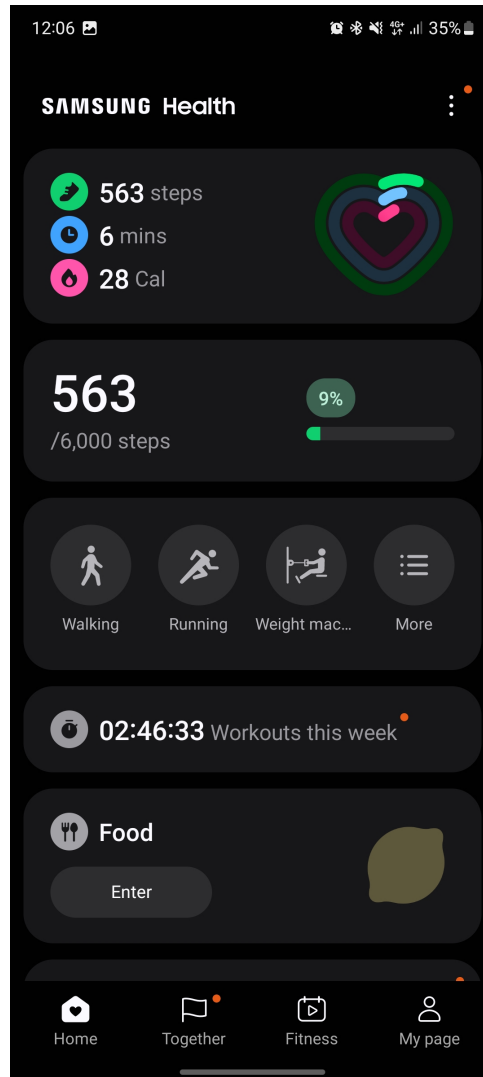 12:06 4G+ 35%
SAMSUNG Health
563 steps
6 mins
28 Cal
563
9%
/6,000 steps
Walking Running Weight mac... More
02:46:33 Workouts this week
Food
Enter
Home Together Fitness My page